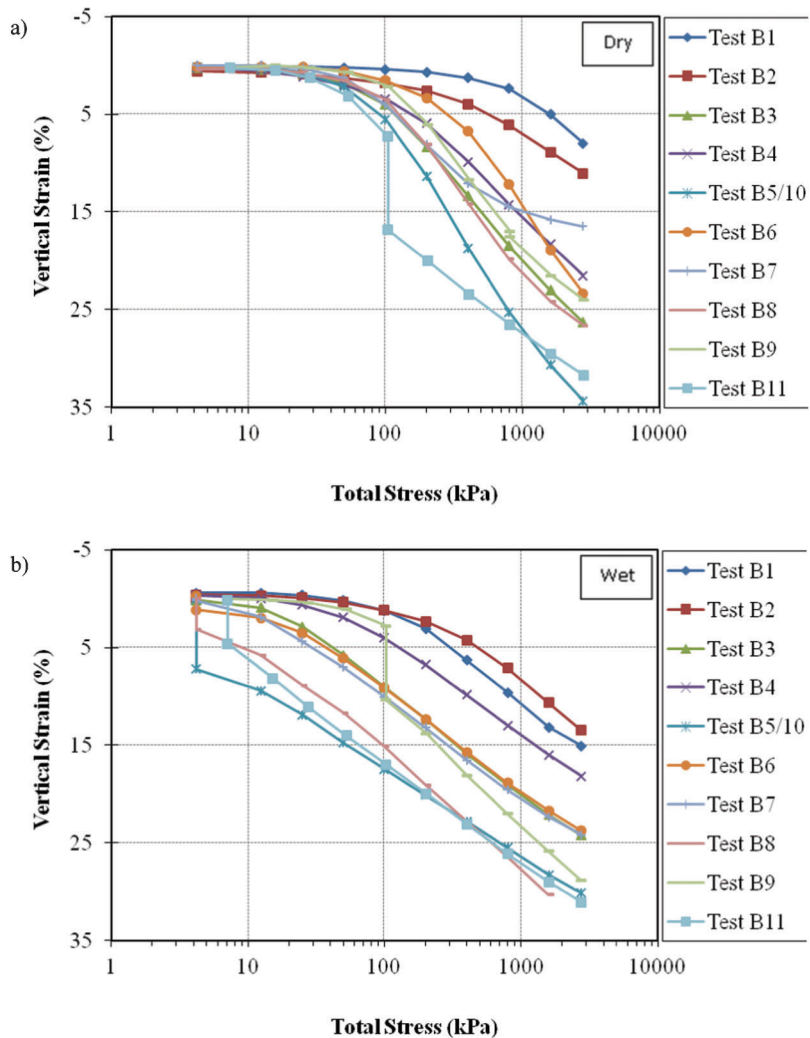 a)
Dry
-5
5
15
25
35
Vertical Strain (%)
1
10
100
1000
10000
Total Stress (kPa)
Test B1
Test B2
Test B3
Test B4
Test B5/10
Test B6
Test B7
Test B8
Test B9
Test B11
b)
Wet
-5
5
15
25
35
Vertical Strain (%)
1
10
100
1000
10000
Total Stress (kPa)
Test B1
Test B2
Test B3
Test B4
Test B5/10
Test B6
Test B7
Test B8
Test B9
Test B11